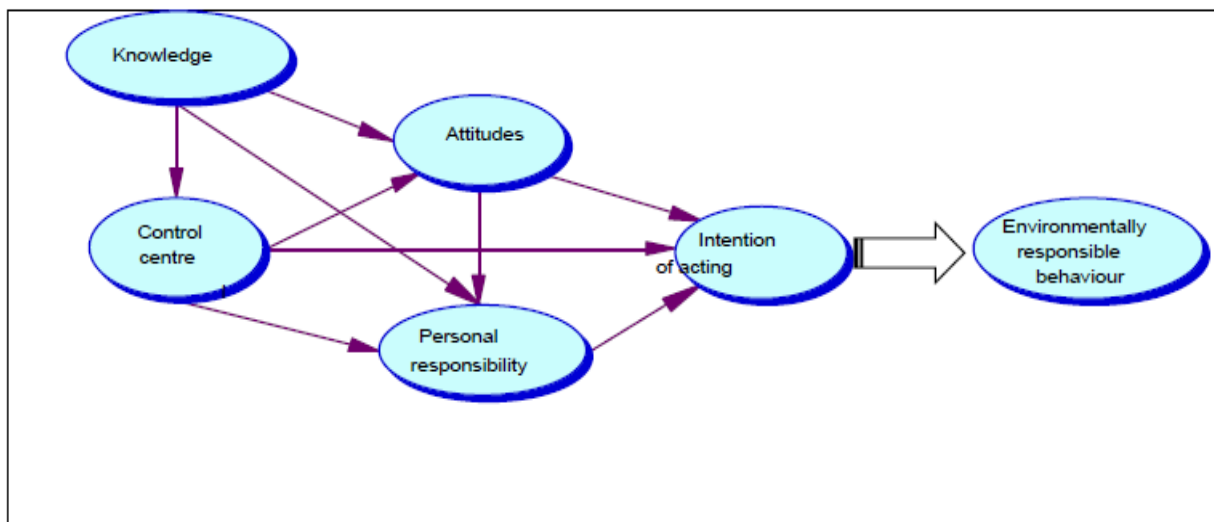 Knowledge
Attitudes
Control
centre
Intention
of acting
Environmentally
responsible
behaviour
Personal
responsibility